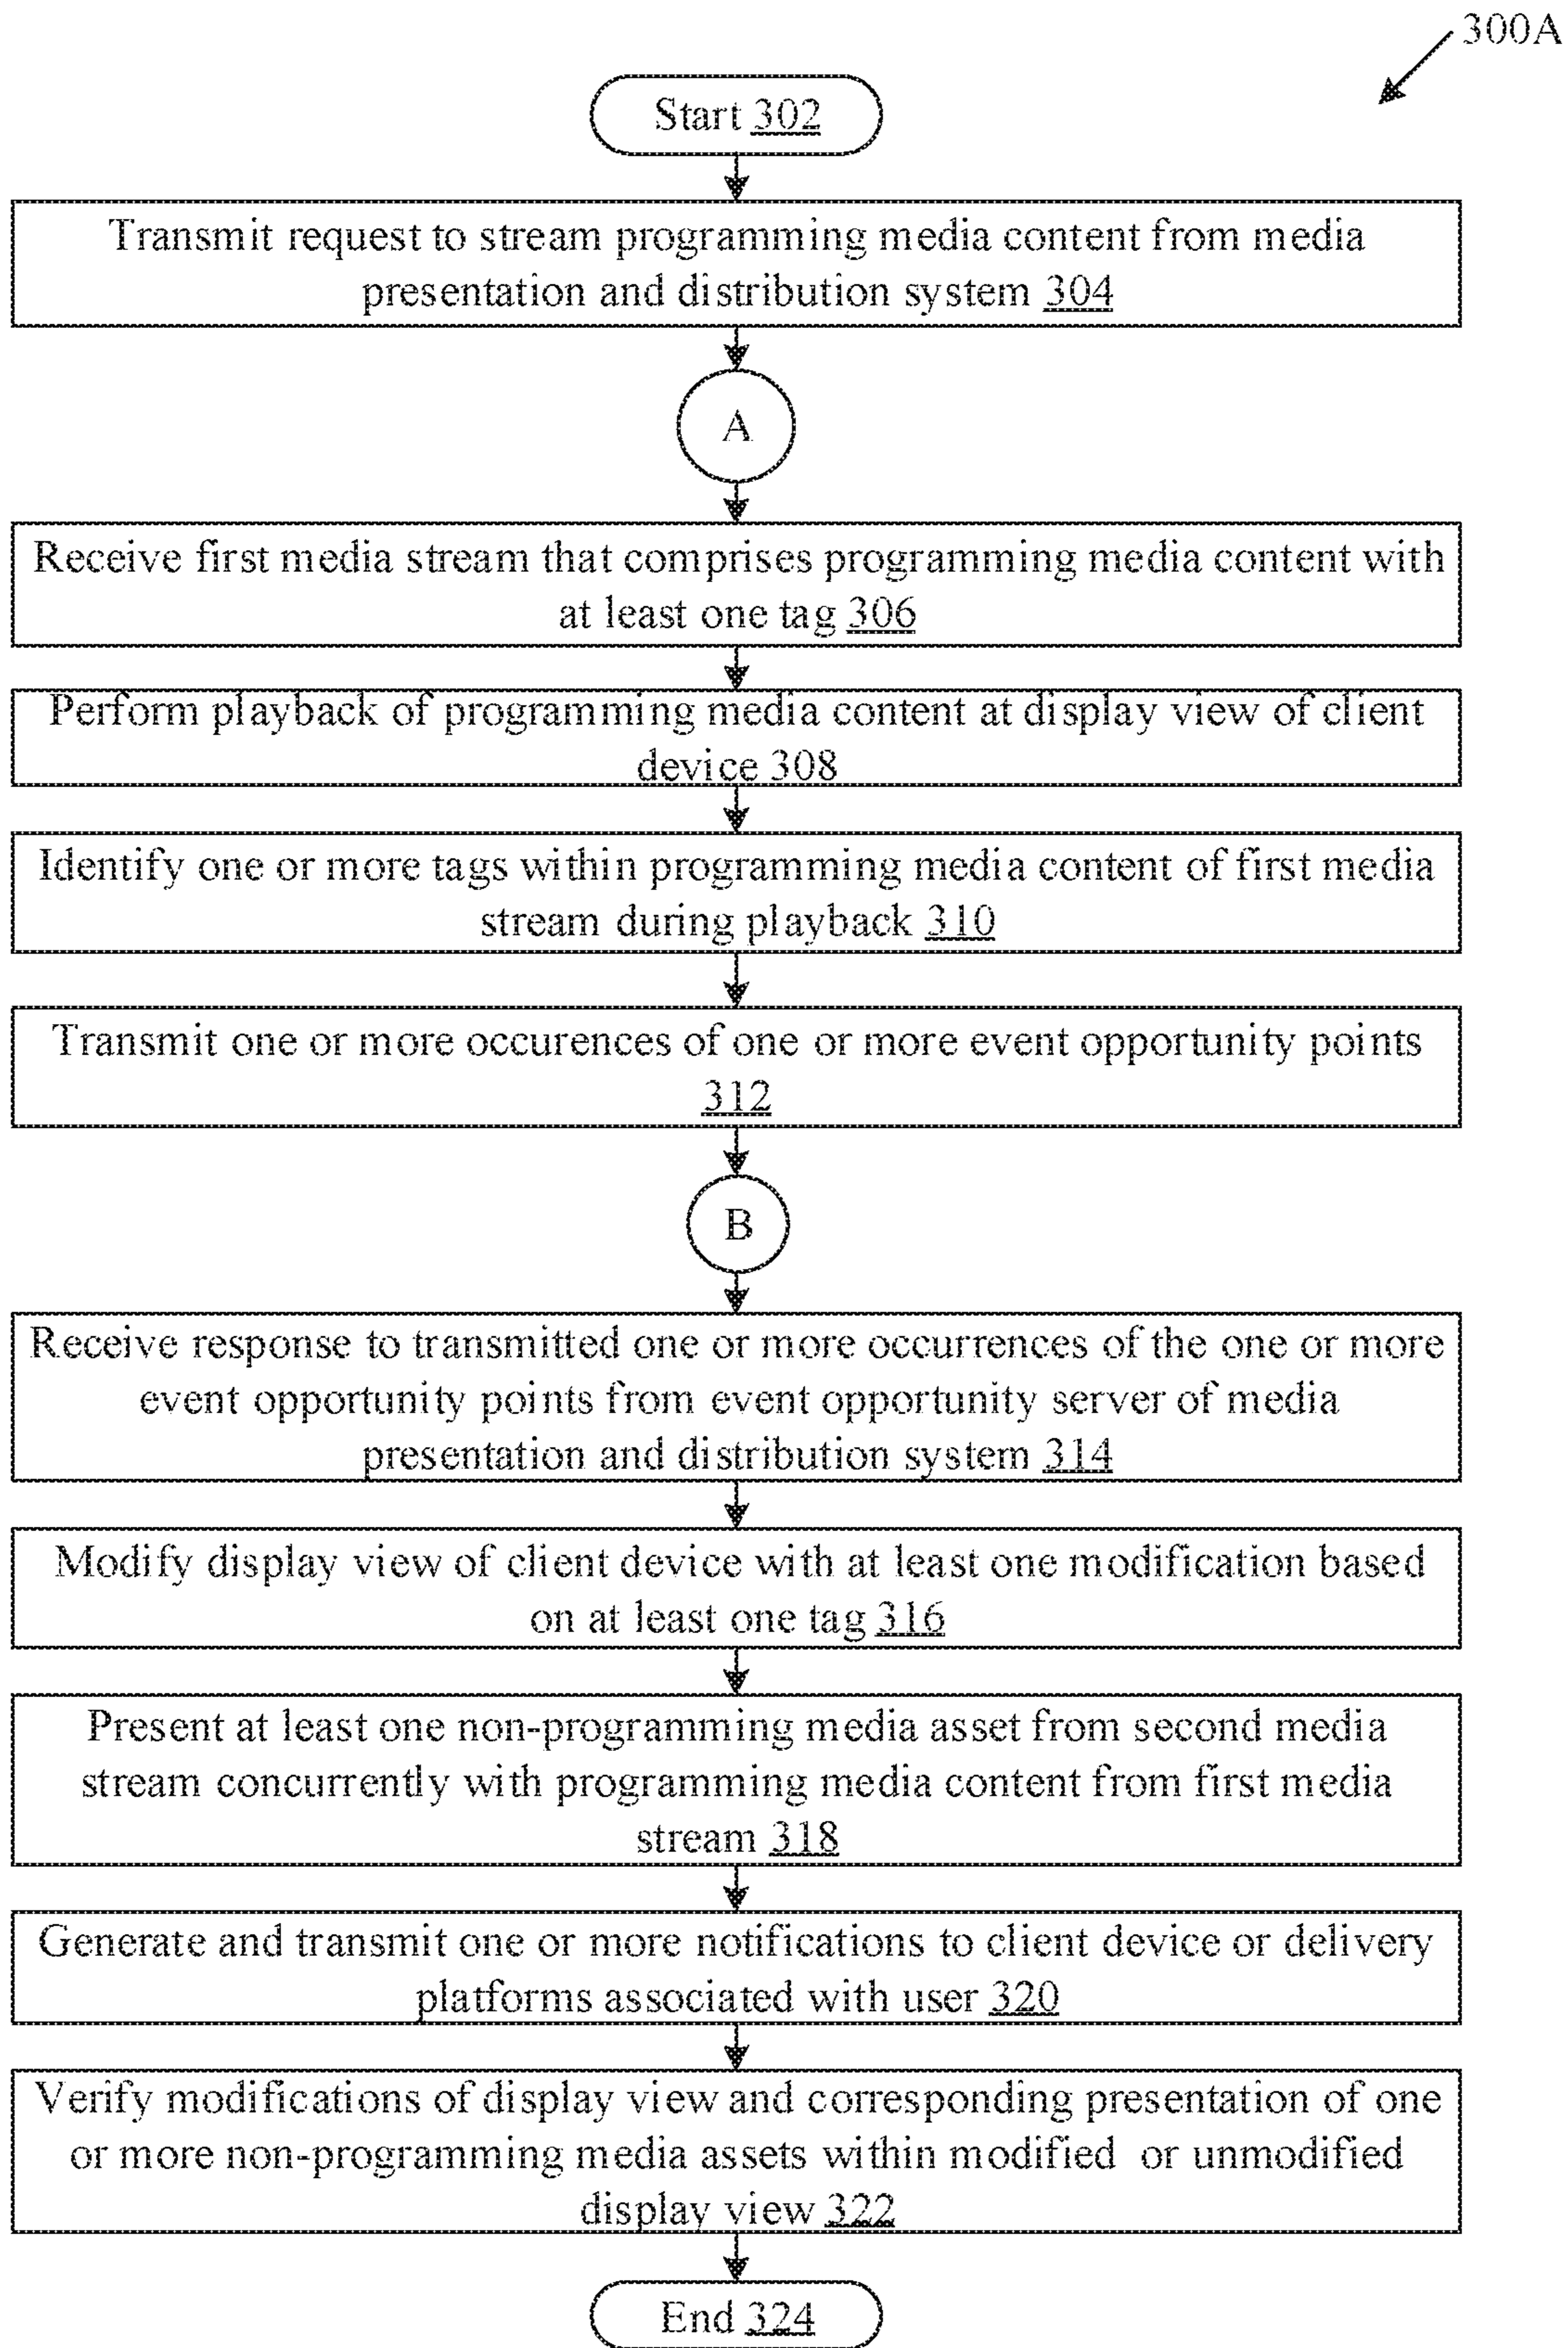 300A
Start 302
Transmit request to stream programming media content from media
presentation and distribution system 304
A
Receive first media stream that comprises programming media content with
at least one tag 306
Perform playback of programming media content at display view of client
device 308
Identify one or more tags within programming media content of first media
stream during playback 310
Transmit one or more occurences of one or more event opportunity points
312
B
Receive response to transmitted one or more occurrences of the one or more
event opportunity points from event opportunity server of media
presentation and distribution system 314
Modify display view of client device with at least one modification based
on at least one tag 316
Present at least one non-programming media asset from second media
stream concurrently with programming media content from first media
stream 318
Generate and transmit one or more notifications to client device or delivery
platforms associated with user 320
Verify modifications of display view and corresponding presentation of one
or more non-programming media assets within modified or unmodified
display view 322
End 324